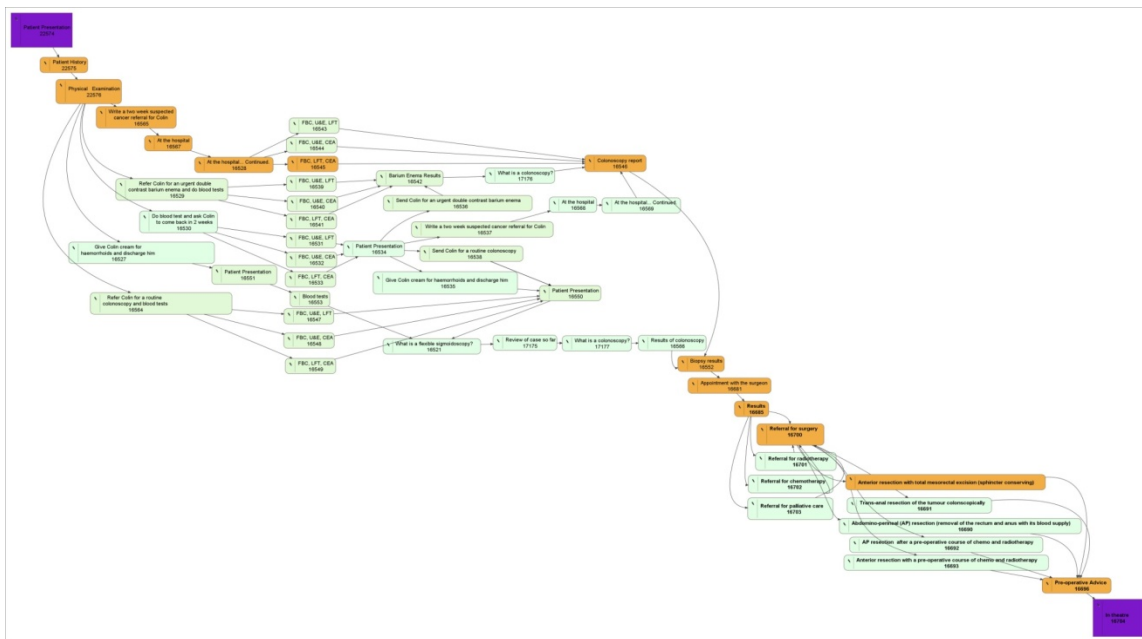 Patient Presentation
22574
Patient History
22575
Physical Examination
22576
Write a two week suspected
cancer referral for Colin
16565
At the hospital
16567
At the hospital... Continued
16528
FBC, U&E, LFT
16543
FBC, U&E, CEA
16544
FBC, LFT, CEA
16545
Colonoscopy report
16546
Refer Colin for an urgent double
contrast barium enema and do blood tests
16529
FBC, U&E, LFT
16539
FBC, U&E, CEA
16540
FBC, LFT, CEA
16541
Barium Enema Results
16542
What is a colonoscopy?
17176
Send Colin for an urgent double contrast barium enema
16536
At the hospital
16568
At the hospital... Continued
16569
Do blood test and ask Colin
to come back in 2 weeks
16530
FBC, U&E, LFT
16531
FBC, U&E, CEA
16532
FBC, LFT, CEA
16533
Patient Presentation
16534
Write a two week suspected cancer referral for Colin
16537
Send Colin for a routine colonoscopy
16538
Give Colin cream for haemorrhoids and discharge him
16535
Give Colin cream for
haemorrhoids and discharge him
16527
Patient Presentation
16551
Blood tests
16553
Patient Presentation
16550
Refer Colin for a routine
colonoscopy and blood tests
16564
FBC, U&E, LFT
16547
FBC, U&E, CEA
16548
FBC, LFT, CEA
16549
What is a flexible sigmoidoscopy?
16521
Review of case so far
17175
What is a colonoscopy?
17177
Results of colonoscopy
16566
Biopsy results
16552
Appointment with the surgeon
16681
Results
16685
Referral for surgery
16700
Referral for radiotherapy
16701
Referral for chemotherapy
16702
Referral for palliative care
16703
Anterior resection with total mesorectal excision (sphincter conserving)
Trans-anal resection of the tumour colonoscopically
16691
Abdomino-perineal (AP) resection (removal of the rectum and anus with its blood supply)
16690
AP resection after a pre-operative course of chemo and radiotherapy
16692
Anterior resection with a pre-operative course of chemo and radiotherapy
16693
Pre-operative Advice
In theatre